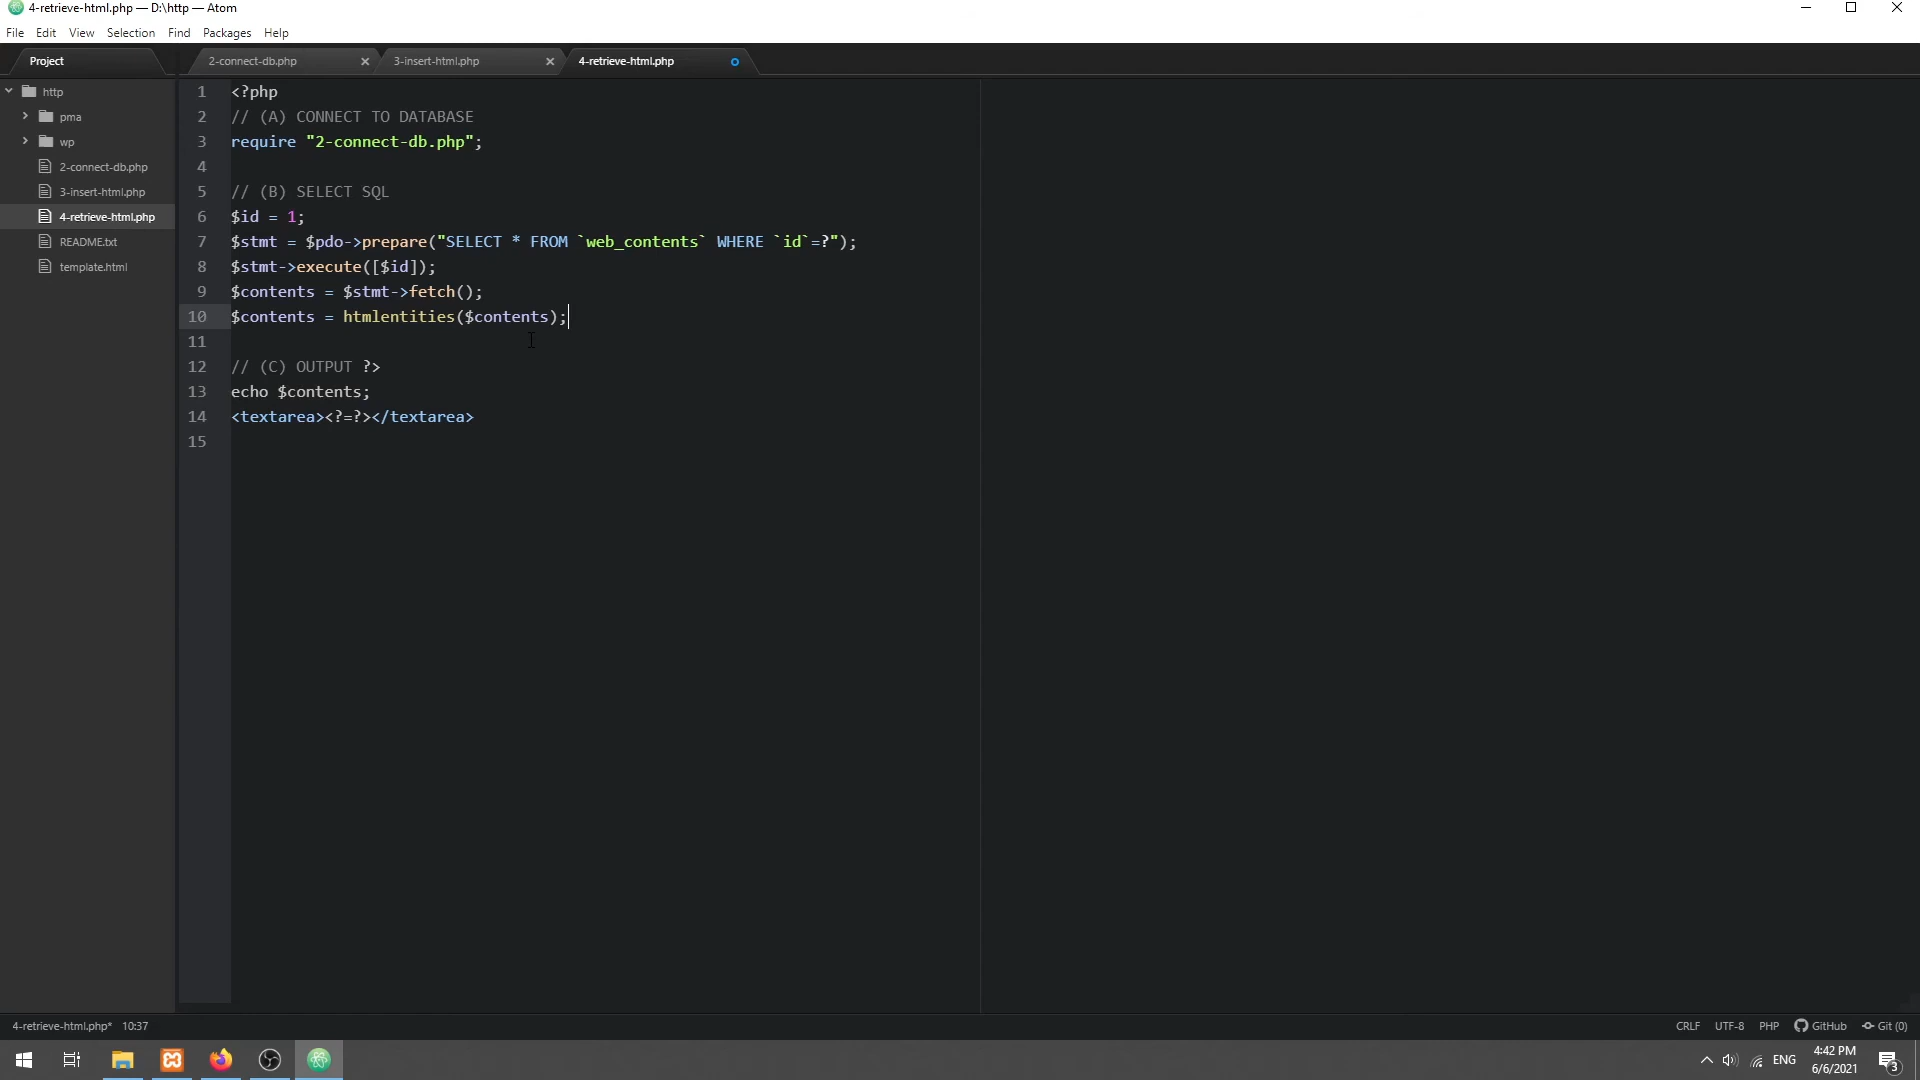 4-retrieve-html.php — D:\http — Atom
File Edit View Selection Find Packages Help
Project
2-connect-db.php
3-insert-html.php
4-retrieve-html.php
http
pma
wp
2-connect-db.php
3-insert-html.php
4-retrieve-html.php
README.txt
template.html
1 <?php
2 // (A) CONNECT TO DATABASE
3 require "2-connect-db.php";
4
5 // (B) SELECT SQL
6 $id = 1;
7 $stmt = $pdo->prepare("SELECT * FROM `web_contents` WHERE `id`=?");
8 $stmt->execute([$id]);
9 $contents = $stmt->fetch();
10 $contents = htmlentities($contents);
11
12 // (C) OUTPUT ?>
13 echo $contents;
14 <textarea><?=?></textarea>
15
4-retrieve-html.php* 10:37
CRLF UTF-8 PHP GitHub Git (0)
ENG
4:42 PM
6/6/2021
3